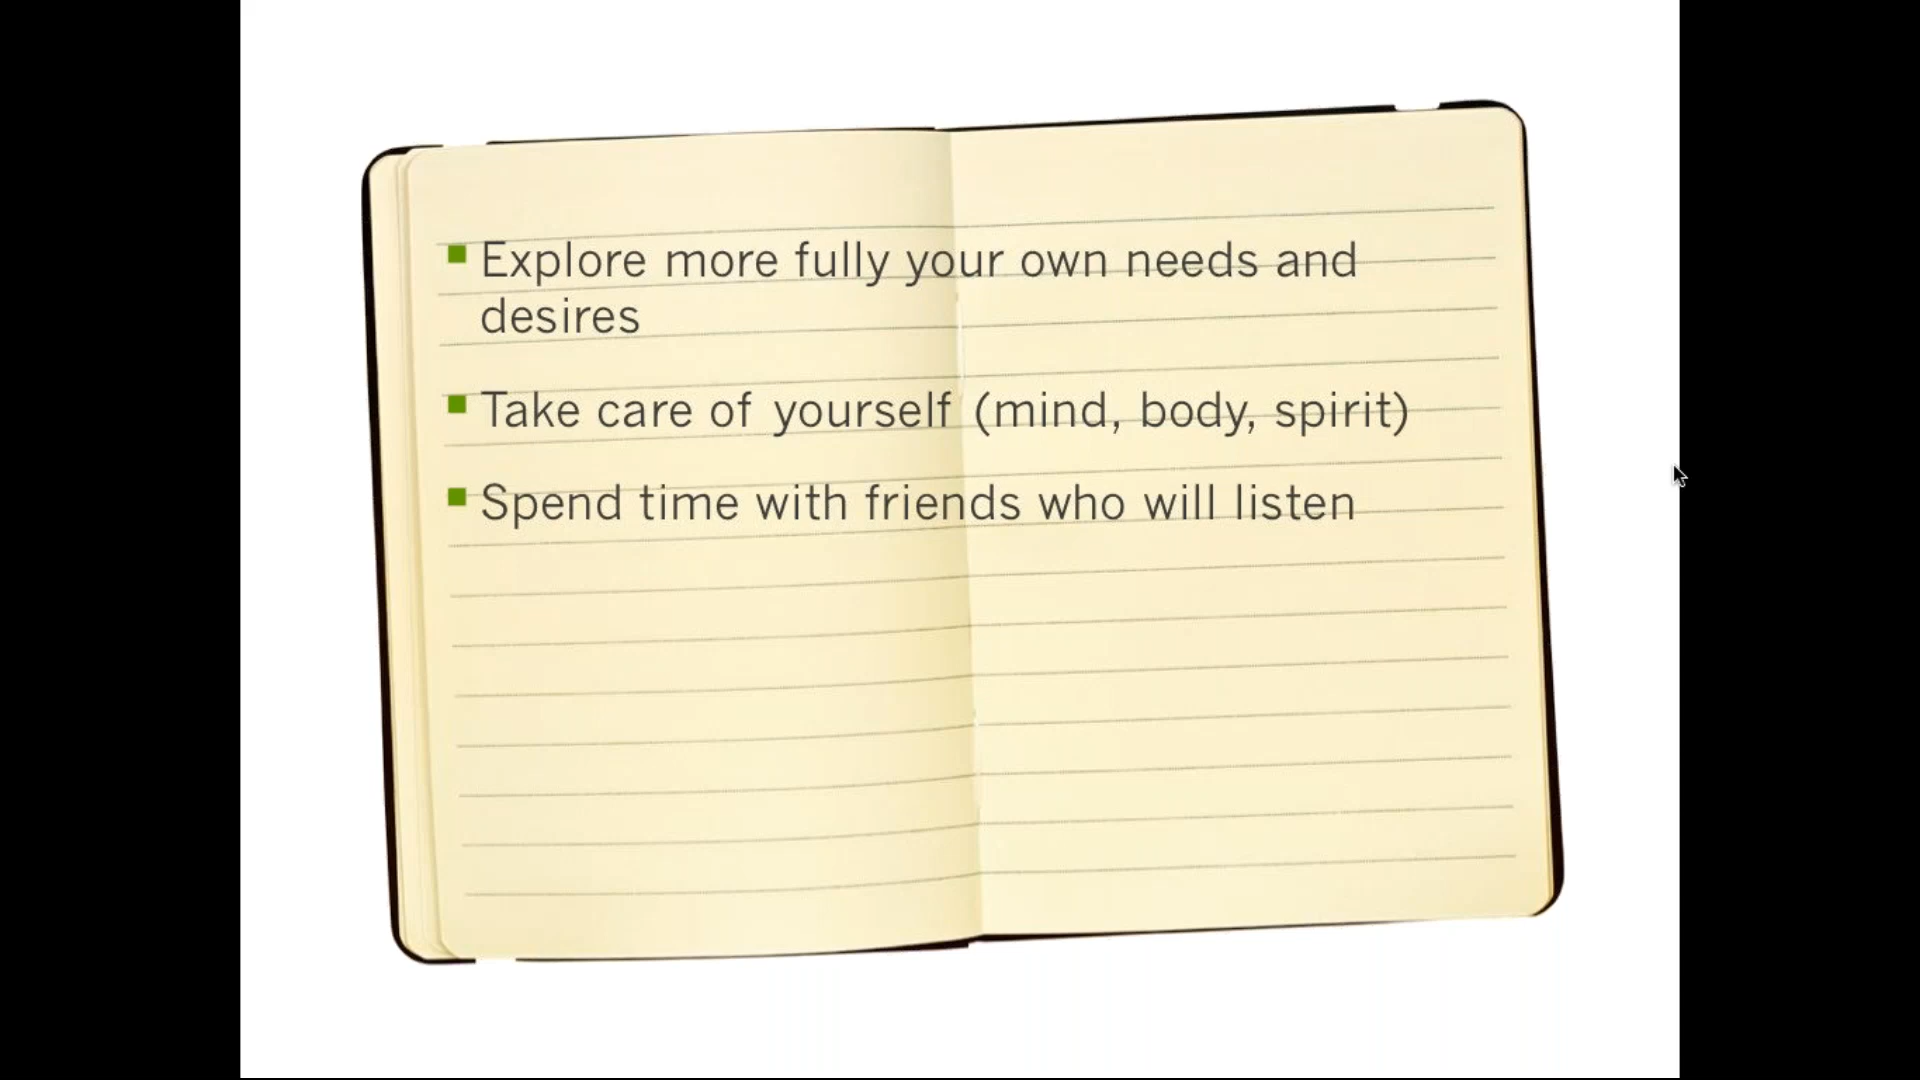 Explore more fully your own needs and
desires
Take care of yourself (mind, body, spirit)
Spend time with friends who will listen